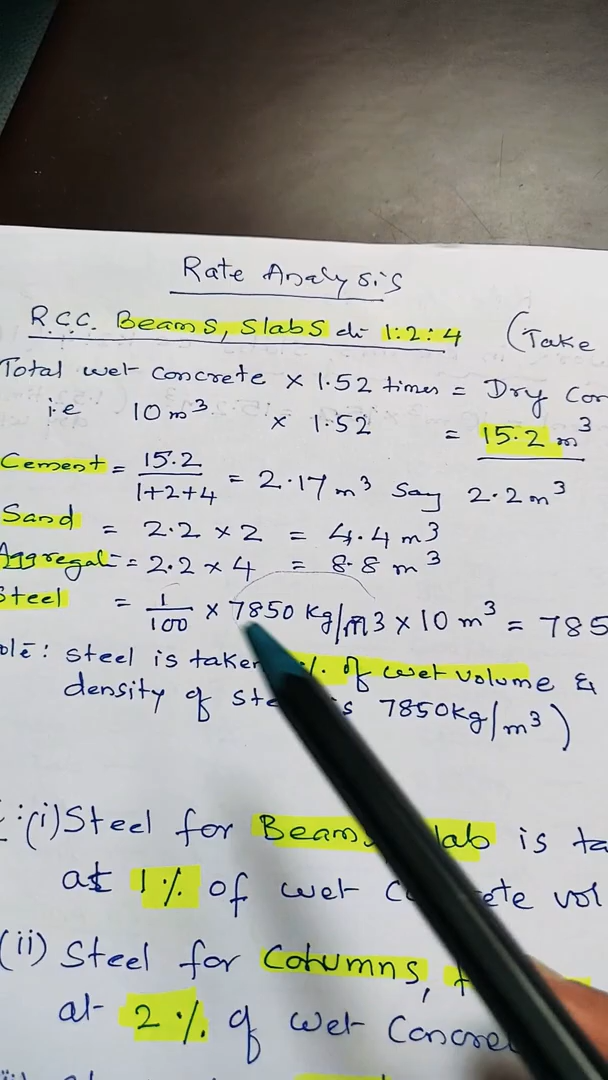 Rate Analysis
R.C.C. Beams, Slabs di 1:2:4 (Take
Total wet concrete × 1.52 times = Dry Con
i.e 10 m³ × 1.52 = 15.2 m³
Cement = 15.2/1+2+4 = 2.17 m³ Say 2.2 m³
Sand = 2.2 × 2 = 4.4 m³
Aggregate = 2.2 × 4 = 8.8 m³
Steel = 1/100 × 7850 Kg/m3 × 10 m³ = 785
ote: steel is taken % of wet volume &
density of is 7850 kg/m³)
:(i) Steel for Beams, lab is ta
at 1% of wet vol
(ii) Steel for Columns,
at 2% of wet Concre